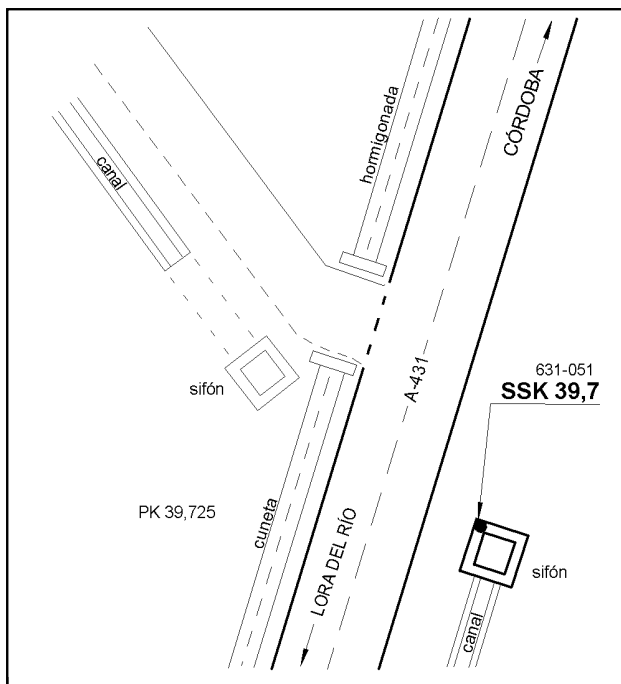 CÓRDOBA
hormigonada
canal
A-431
631-051
SSK 39,7
sifón
PK 39,725
cuneta
LORA DEL RÍO
sifón
canal